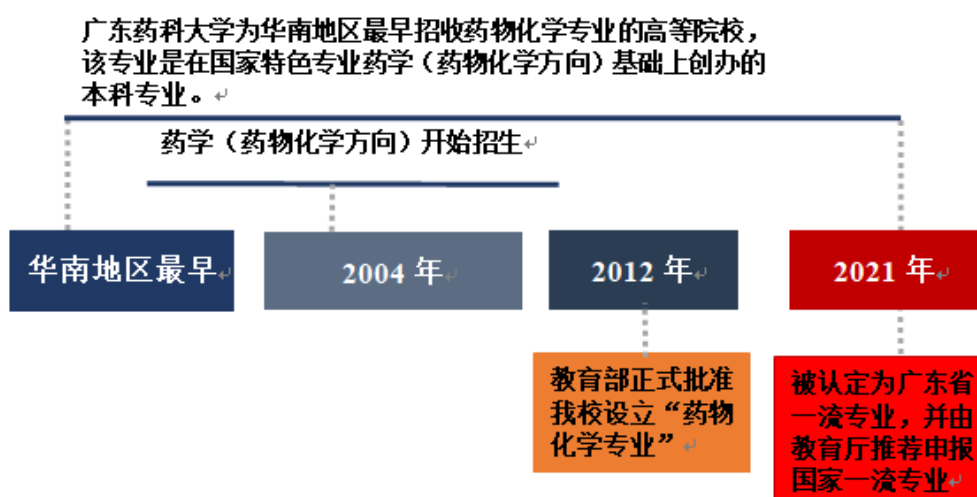 广东药科大学为华南地区最早招收药物化学专业的高等院校，
该专业是在国家特色专业药学（药物化学方向）基础上创办的
本科专业。
药学（药物化学方向）开始招生
华南地区最早
2004 年
2012 年
2021 年
教育部正式批准
我校设立“药物
化学专业”
被认定为广东省
一流专业，并由
教育厅推荐申报
国家一流专业